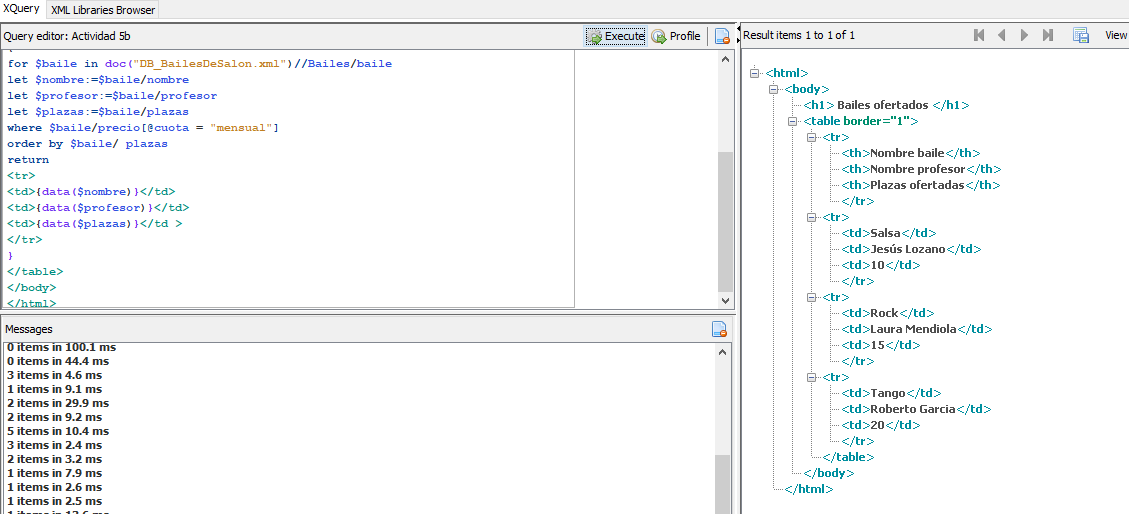 XQuery XML Libraries Browser
Query editor: Actividad 5b Execute Profile
{
for $baile in doc("DB_BailesDeSalon.xml")//Bailes/baile
let $nombre:=$baile/nombre
let $profesor:=$baile/profesor
let $plazas:=$baile/plazas
where $baile/precio[@cuota = "mensual"]
order by $baile/ plazas
return
<tr>
<td>{data($nombre)}</td>
<td>{data($profesor)}</td>
<td>{data($plazas)}</td >
</tr>
}
</table>
</body>
</html>
Messages
0 items in 100.1 ms
0 items in 44.4 ms
3 items in 4.6 ms
1 items in 9.1 ms
2 items in 29.9 ms
2 items in 9.2 ms
5 items in 10.4 ms
3 items in 2.4 ms
2 items in 3.2 ms
1 items in 7.9 ms
1 items in 2.6 ms
1 items in 2.5 ms
1 items in 12.6 ms
Result items 1 to 1 of 1 View
<html>
<body>
<h1> Bailes ofertados </h1>
<table border="1">
<tr>
<th>Nombre baile</th>
<th>Nombre profesor</th>
<th>Plazas ofertadas</th>
</tr>
<tr>
<td>Salsa</td>
<td>Jesús Lozano</td>
<td>10</td>
</tr>
<tr>
<td>Rock</td>
<td>Laura Mendiola</td>
<td>15</td>
</tr>
<tr>
<td>Tango</td>
<td>Roberto Garcia</td>
<td>20</td>
</tr>
</table>
</body>
</html>